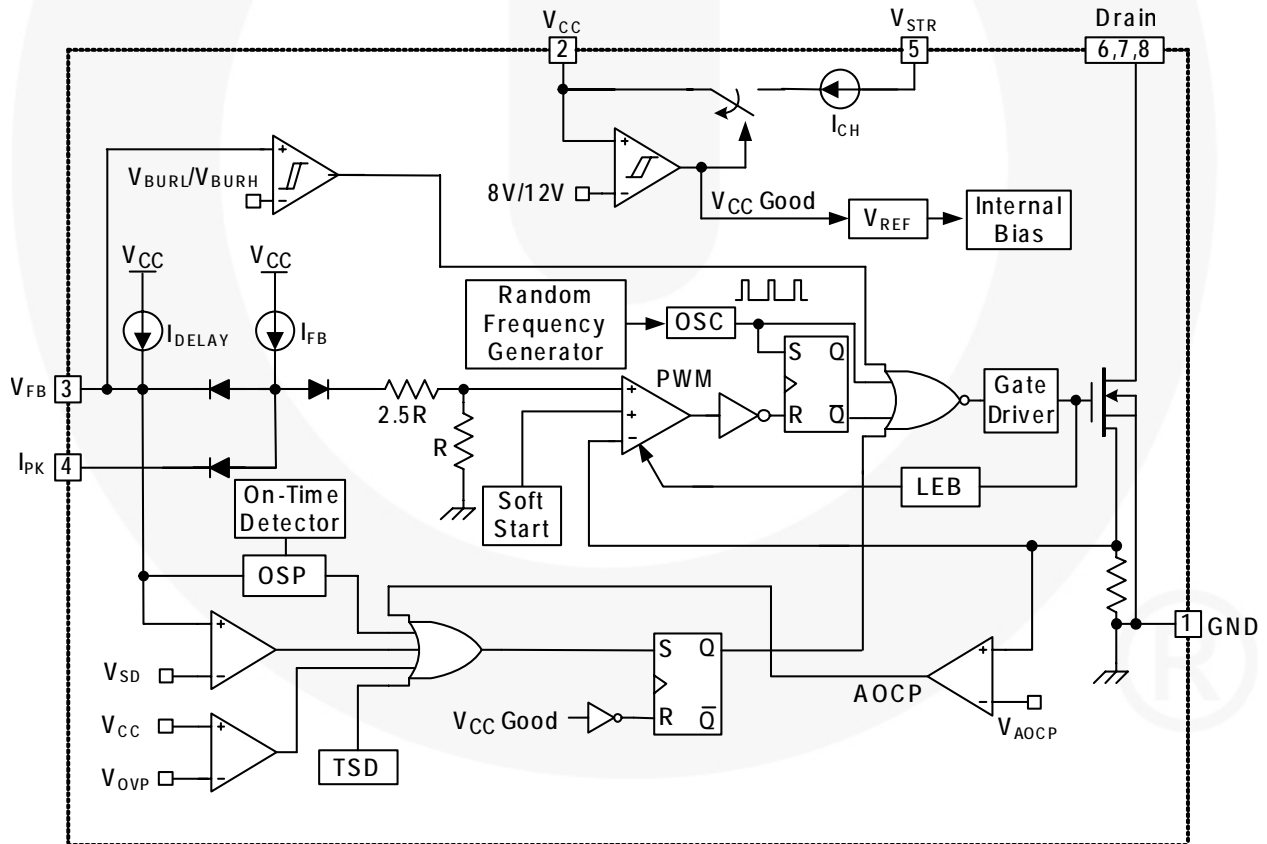 VCC
VSTR
Drain
2
5
6,7,8
ICH
+
VBURL/VBURH
-
+
8V/12V
-
VCC Good
VREF
Internal
Bias
VCC
VCC
IDELAY
IFB
Random
Frequency
Generator
OSC
S
Q
R
Q̅
VFB
3
2.5R
R
PWM
+
+
-
Gate
Driver
IPK
4
LEB
Soft
Start
On-Time
Detector
OSP
+
VSD
-
VCC
+
VOVP
-
TSD
S
Q
R
Q̅
VCC Good
AOCP
+
-
VAOCP
1
GND
®